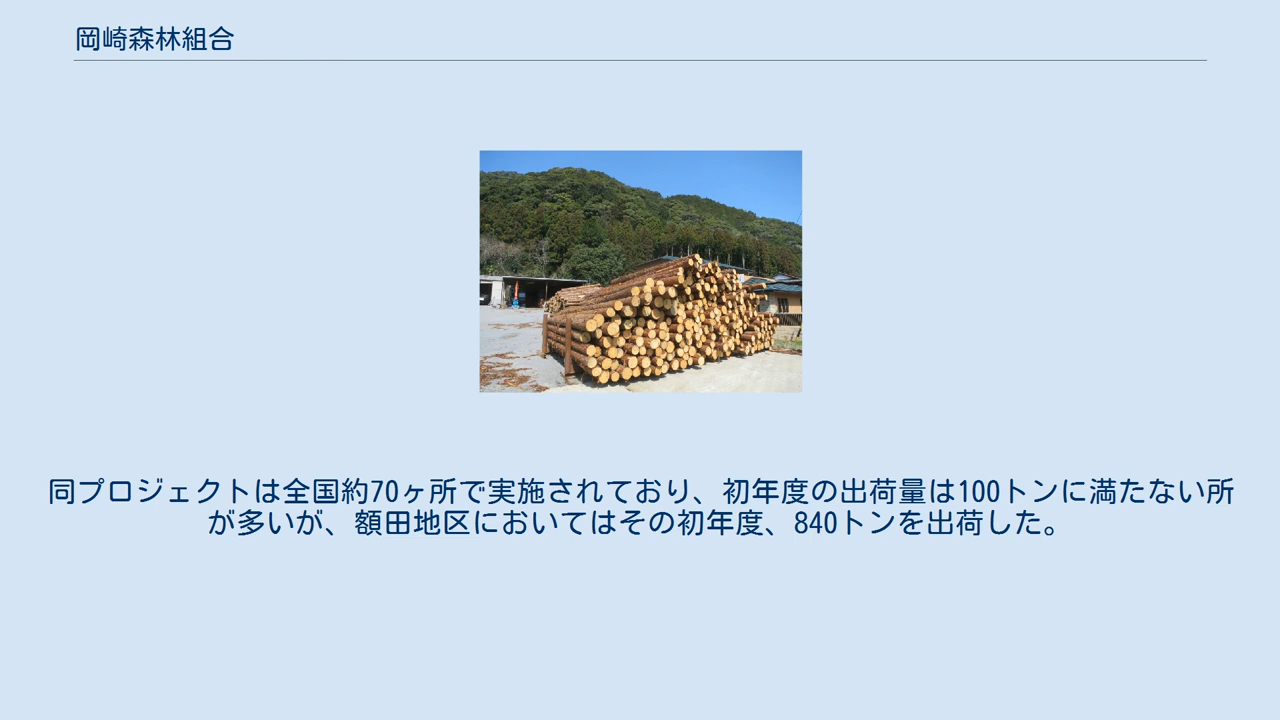 岡崎森林組合
同プロジェクトは全国約70ヶ所で実施されており、初年度の出荷量は100トンに満たない所
が多いが、額田地区においてはその初年度、840トンを出荷した。